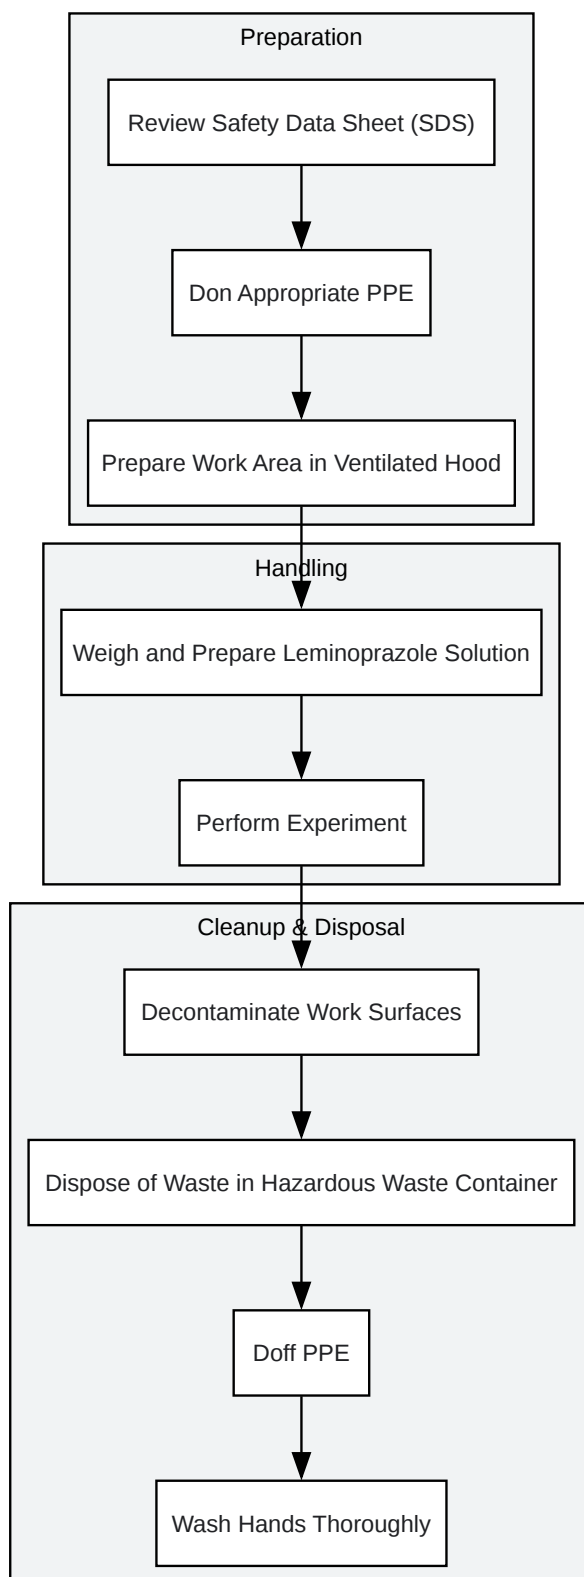 Preparation
Review Safety Data Sheet (SDS)
Don Appropriate PPE
Prepare Work Area in Ventilated Hood
Handling
Weigh and Prepare Leminoprazole Solution
Perform Experiment
Cleanup & Disposal
Decontaminate Work Surfaces
Dispose of Waste in Hazardous Waste Container
Doff PPE
Wash Hands Thoroughly